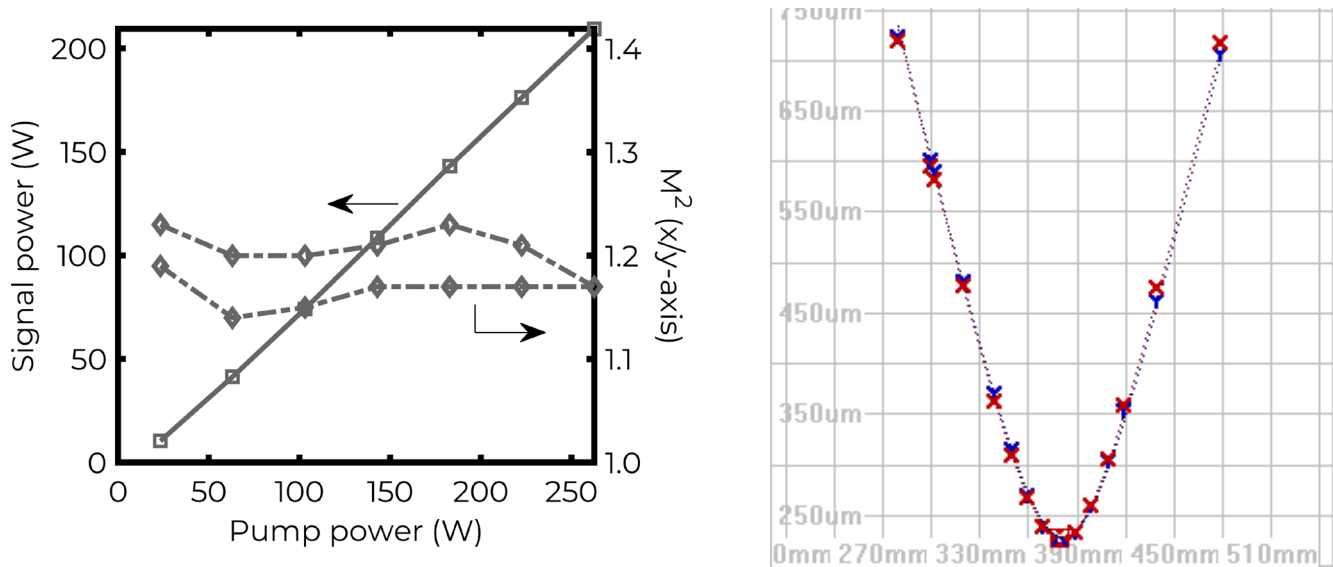 200
150
100
50
0
Signal power (W)
0 50 100 150 200 250
Pump power (W)
1.4
1.3
1.2
1.1
1.0
M² (x/y-axis)
750um
650um
550um
450um
350um
250um
0mm 270mm 330mm 390mm 450mm 510mm